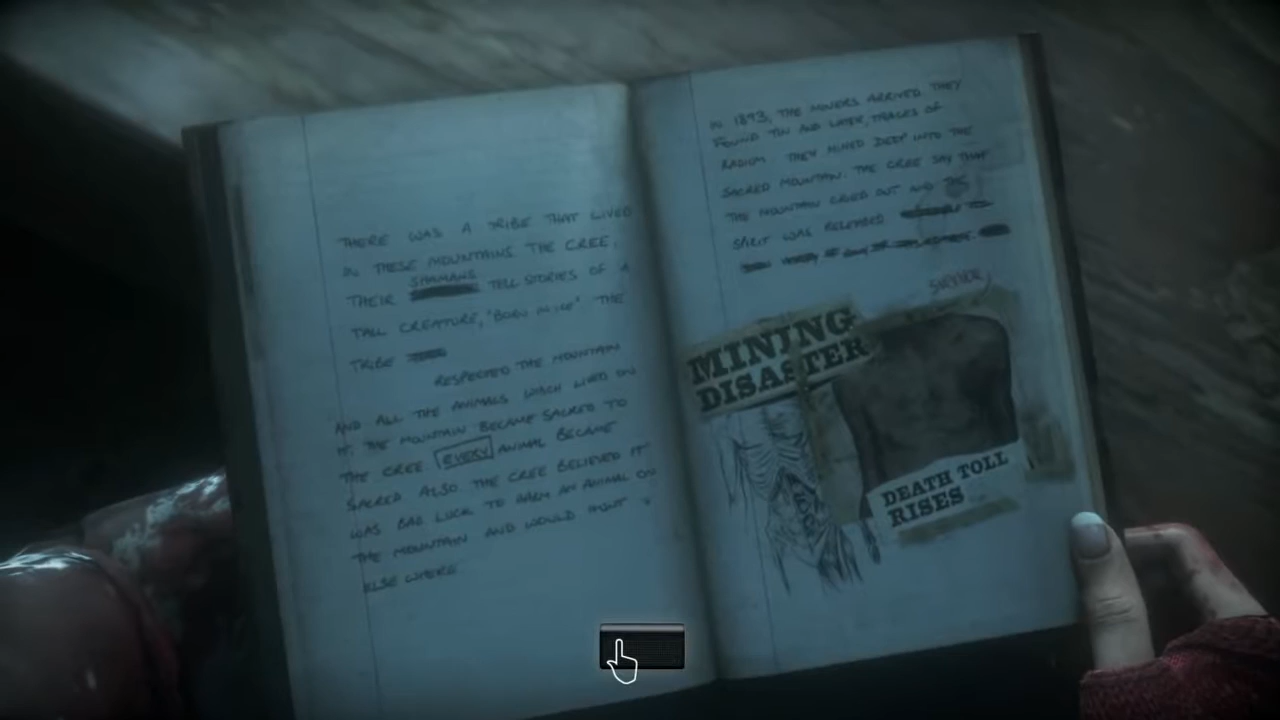 THERE WAS A TRIBE THAT LIVED
IN THESE MOUNTAINS. THE CREE.
SHAMANS
THEIR TELL STORIES OF A
TALL CREATURE, "BORN IN ICE" THE
TRIBE
RESPECTED THE MOUNTAIN
AND ALL THE ANIMALS WICH LIVED ON
IT. THE MOUNTAIN BECAME SACRED TO
THE CREE EVERY ANIMAL BECAME
SACRED ALSO. THE CREE BELIEVED IT
WAS BAD LUCK TO HARM AN ANIMAL ON
THE MOUNTAIN AND WOULD HUNT
ELSE WHERE
IN 1893, THE MINERS ARRIVED THEY
FOUND TIN AND LATER, TRACES OF
RADIUM THEY MINED DEEP INTO THE
SACRED MOUNTAIN. THE CREE SAY THAT
THE MOUNTAIN CRIED OUT AND THE
SPIRIT WAS RELEASED
SURVIVOR
MINING
DISASTER
DEATH TOLL
RISES